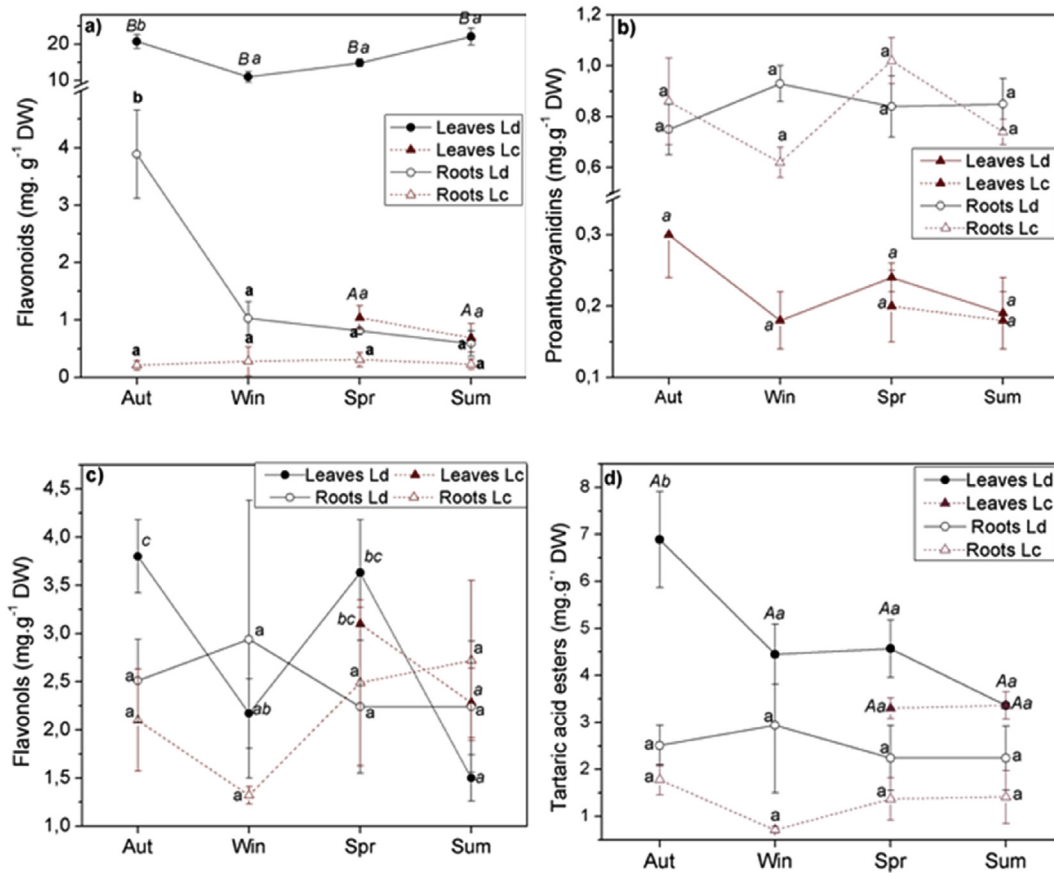 a)
Flavonoids (mg. g-1 DW)
20
10
4
3
2
1
0
Bb
Ba
Ba
Ba
b
a
a
a
Aa
Aa
a
a
a
a
Leaves Ld
Leaves Lc
Roots Ld
Roots Lc
Aut Win Spr Sum
b)
Proanthocyanidins (mg.g-1 DW)
1,2
1,0
0,8
0,6
0,3
0,2
0,1
a
a
a
a
a
a
a
a
a
a
a
a
a
a
Leaves Ld
Leaves Lc
Roots Ld
Roots Lc
Aut Win Spr Sum
c)
Flavonols (mg.g-1 DW)
4,5
4,0
3,5
3,0
2,5
2,0
1,5
1,0
Leaves Ld Leaves Lc
Roots Ld Roots Lc
c
a
a
a
ab
a
bc
bc
a
a
a
a
a
a
Aut Win Spr Sum
d)
Tartaric acid esters (mg.g-1 DW)
8
7
6
5
4
3
2
1
Leaves Ld
Leaves Lc
Roots Ld
Roots Lc
Ab
Aa
Aa
Aa
Aa
Aa
a
a
a
a
a
a
a
a
Aut Win Spr Sum